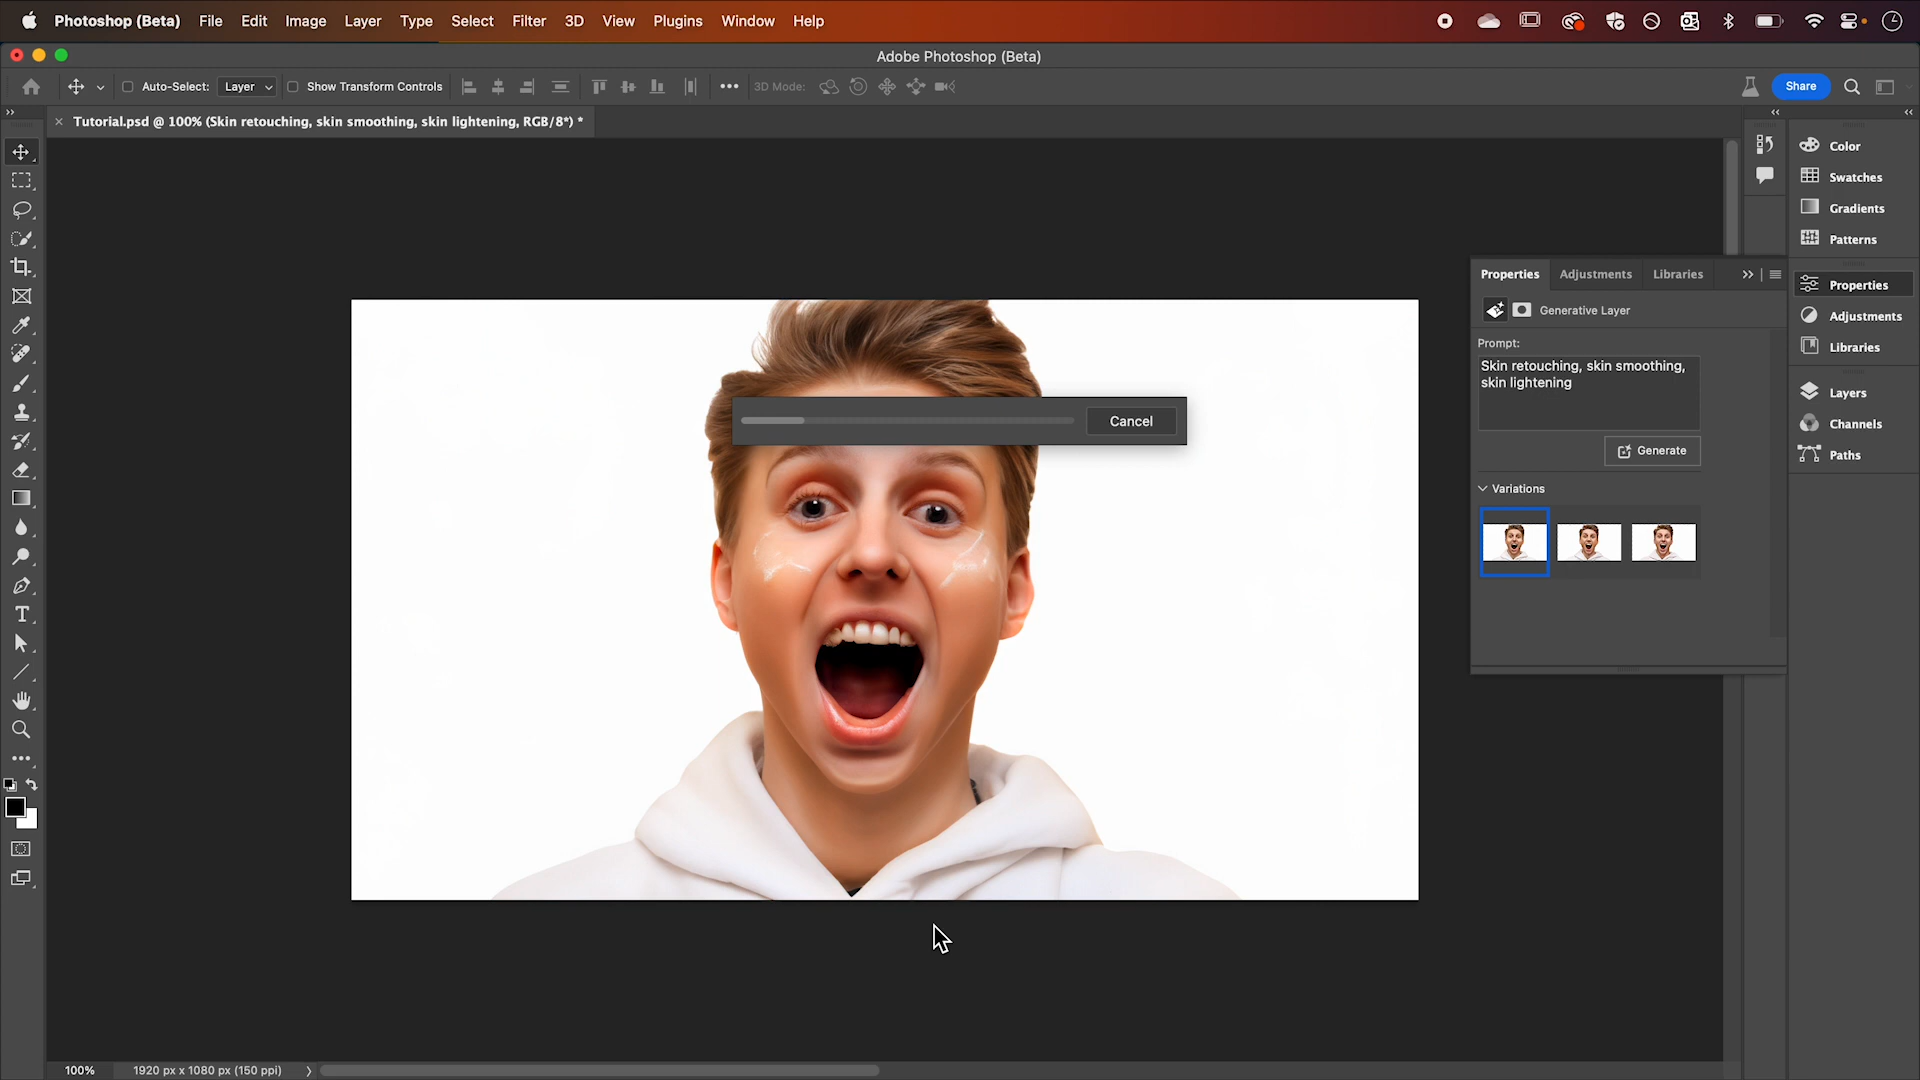 Photoshop (Beta) File Edit Image Layer Type Select Filter 3D View Plugins Window Help
Adobe Photoshop (Beta)
Auto-Select: Layer Show Transform Controls 3D Mode: Share
Tutorial.psd @ 100% (Skin retouching, skin smoothing, skin lightening, RGB/8*) *
Color
Swatches
Gradients
Patterns
Properties
Adjustments
Libraries
Layers
Channels
Paths
Properties Adjustments Libraries
Generative Layer
Prompt:
Skin retouching, skin smoothing,
skin lightening
Generate
Variations
Cancel
100% 1920 px x 1080 px (150 ppi)